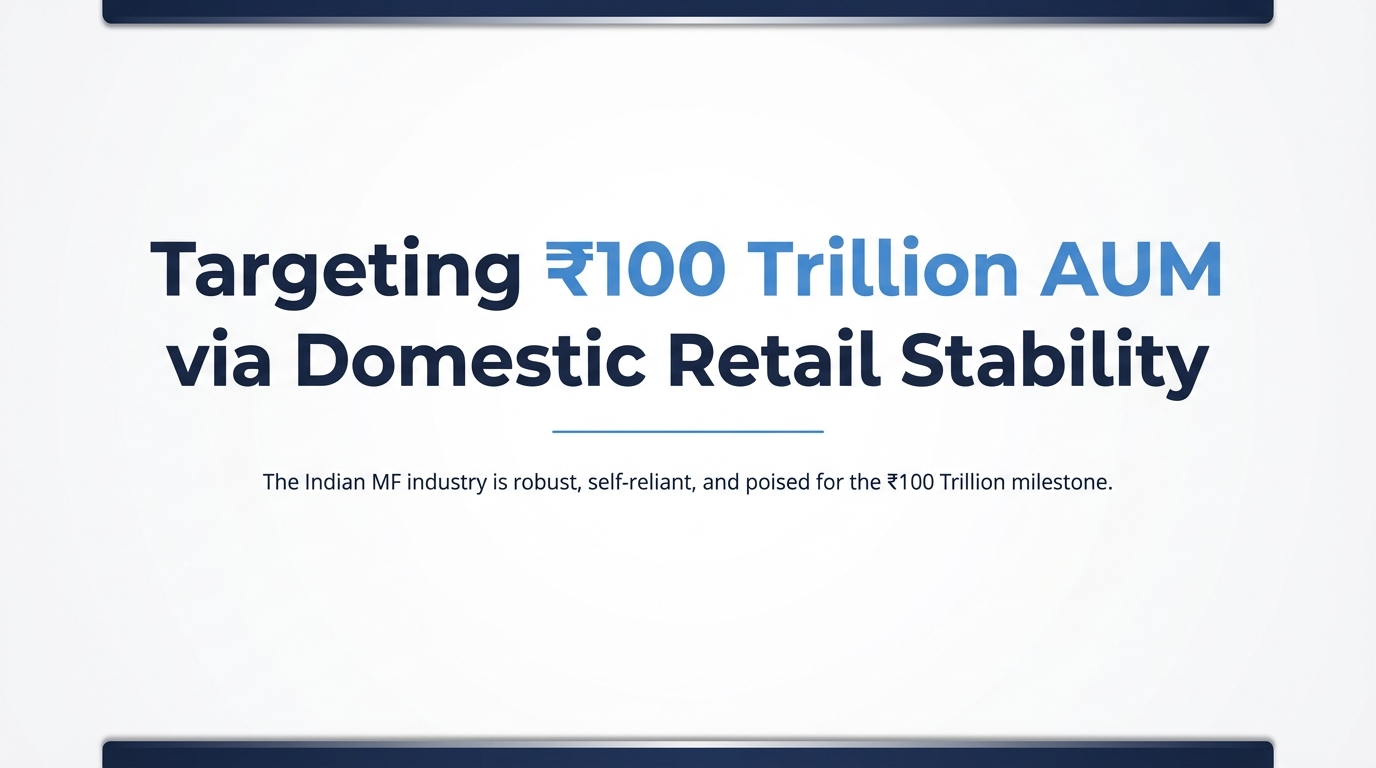 Targeting ₹100 Trillion AUM
via Domestic Retail Stability
The Indian MF industry is robust, self-reliant, and poised for the ₹100 Trillion milestone.